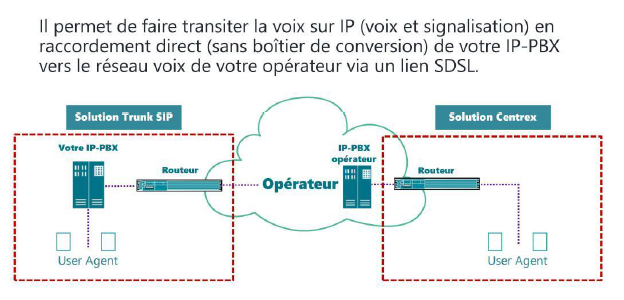 Il permet de faire transiter la voix sur IP (voix et signalisation) en
raccordement direct (sans boîtier de conversion) de votre IP-PBX
vers le réseau voix de votre opérateur via un lien SDSL.
Solution Trunk SIP
Solution Centrex
Votre IP-PBX
Routeur
Opérateur
IP-PBX
opérateur
Routeur
User Agent
User Agent